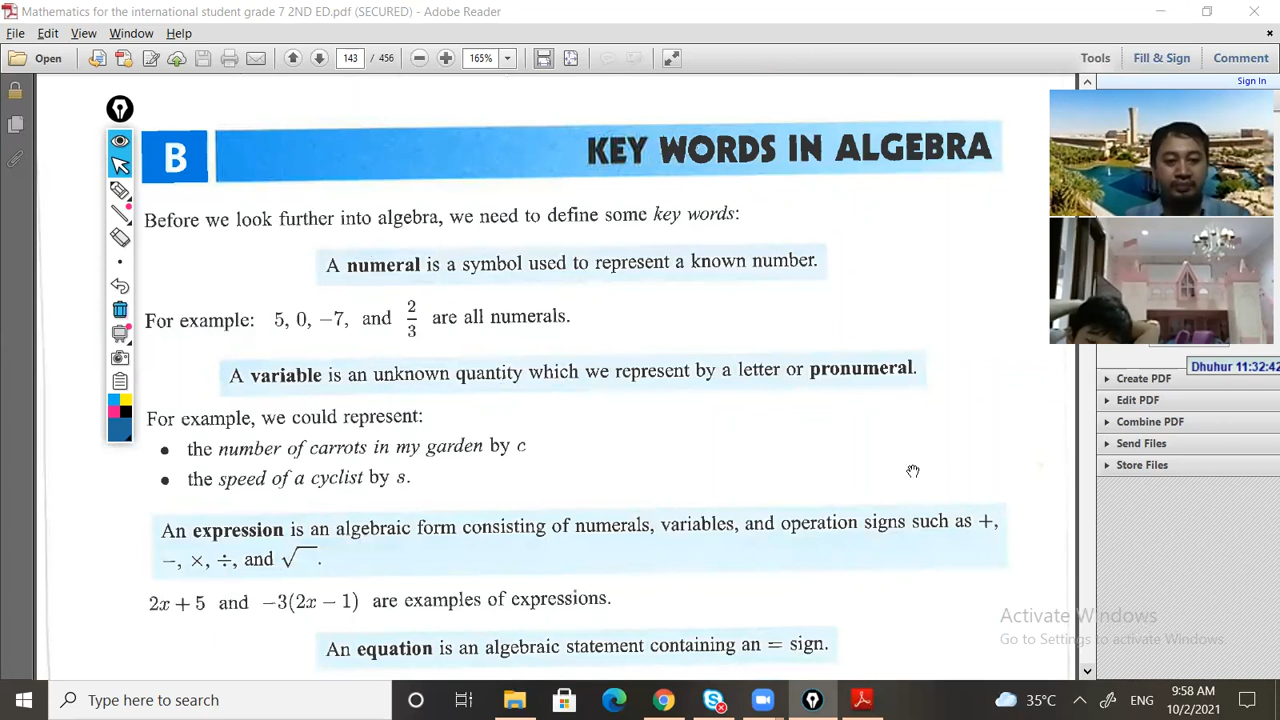 Mathematics for the international student grade 7 2ND ED.pdf (SECURED) - Adobe Reader
File Edit View Window Help
Open 143 / 456 165% Tools Fill & Sign Comment
Sign In
B KEY WORDS IN ALGEBRA
Before we look further into algebra, we need to define some key words:
A numeral is a symbol used to represent a known number.
For example: 5, 0, −7, and 2/3 are all numerals.
A variable is an unknown quantity which we represent by a letter or pronumeral.
For example, we could represent:
• the number of carrots in my garden by c
• the speed of a cyclist by s.
An expression is an algebraic form consisting of numerals, variables, and operation signs such as +,
−, ×, ÷, and √ .
2x + 5 and −3(2x − 1) are examples of expressions.
An equation is an algebraic statement containing an = sign.
Dhuhur 11:32:42
Create PDF
Edit PDF
Combine PDF
Send Files
Store Files
Activate Windows
Go to Settings to activate Windows.
Type here to search
35°C ENG 9:58 AM
10/2/2021